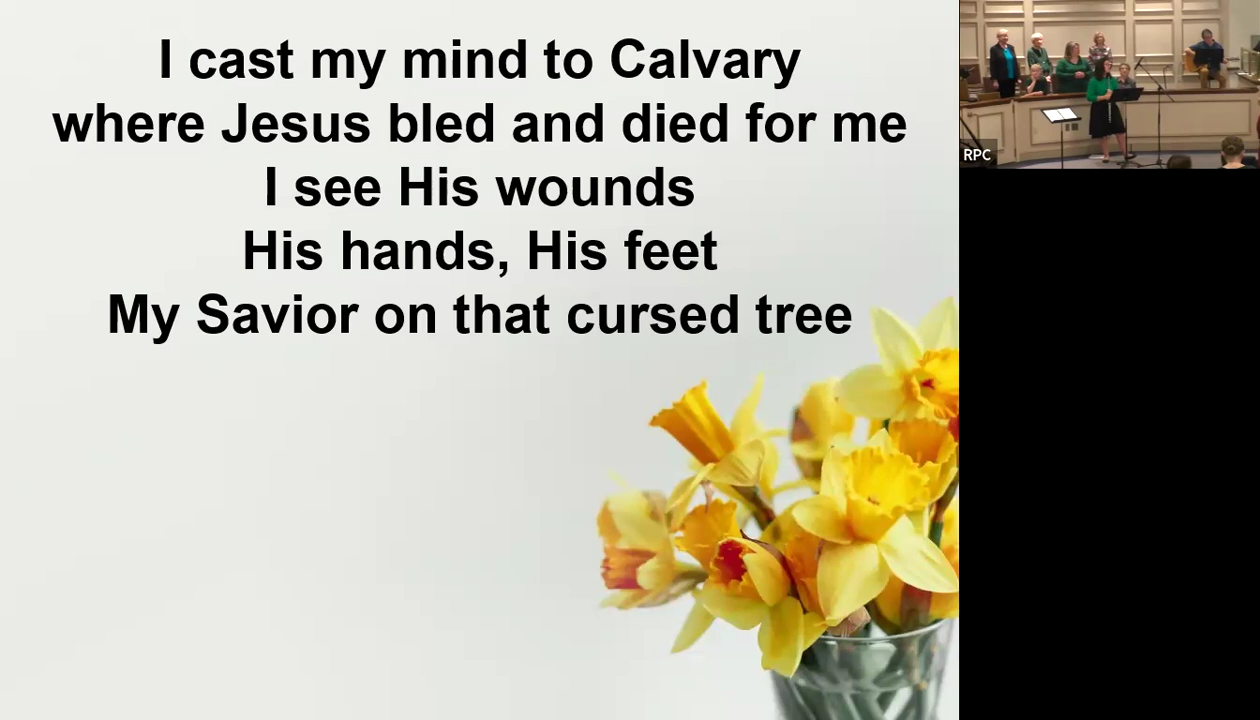 I cast my mind to Calvary
where Jesus bled and died for me
I see His wounds
His hands, His feet
My Savior on that cursed tree
RPC